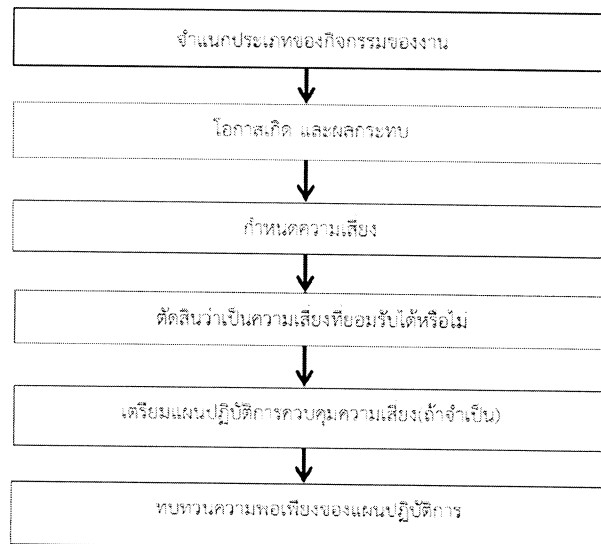 จำแนกประเภทของกิจกรรมของงาน
โอกาสเกิด และผลกระทบ
กำหนดความเสี่ยง
ตัดสินว่าเป็นความเสี่ยงที่ยอมรับได้หรือไม่
เตรียมแผนปฏิบัติการควบคุมความเสี่ยง(ถ้าจำเป็น)
ทบทวนความพอเพียงของแผนปฏิบัติการ